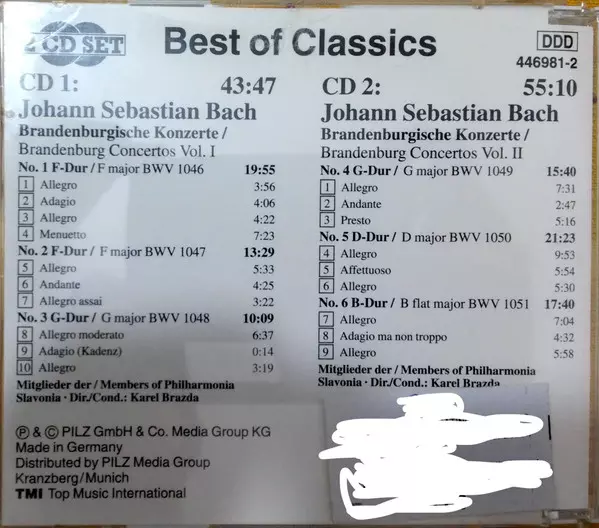 2 CD SET
Best of Classics
DDD
446981-2
CD 1: 43:47
Johann Sebastian Bach
Brandenburgische Konzerte /
Brandenburg Concertos Vol. I
No. 1 F-Dur / F major BWV 1046 19:55
1 Allegro 3:56
2 Adagio 4:06
3 Allegro 4:22
4 Menuetto 7:23
No. 2 F-Dur / F major BWV 1047 13:29
5 Allegro 5:33
6 Andante 4:25
7 Allegro assai 3:22
No. 3 G-Dur / G major BWV 1048 10:09
8 Allegro moderato 6:37
9 Adagio (Kadenz) 0:14
10 Allegro 3:19
Mitglieder der / Members of Philharmonia
Slavonia · Dir./Cond.: Karel Brazda
CD 2: 55:10
Johann Sebastian Bach
Brandenburgische Konzerte /
Brandenburg Concertos Vol. II
No. 4 G-Dur / G major BWV 1049 15:40
1 Allegro 7:31
2 Andante 2:47
3 Presto 5:16
No. 5 D-Dur / D major BWV 1050 21:23
4 Allegro 9:53
5 Affettuoso 5:54
6 Allegro 5:30
No. 6 B-Dur / B flat major BWV 1051 17:40
7 Allegro 7:04
8 Adagio ma non troppo 4:32
9 Allegro 5:58
Mitglieder der / Members of Philharmonia
Slavonia · Dir./Cond.: Karel Brazda
℗ & © PILZ GmbH & Co. Media Group KG
Made in Germany
Distributed by PILZ Media Group
Kranzberg/Munich
TMI Top Music International